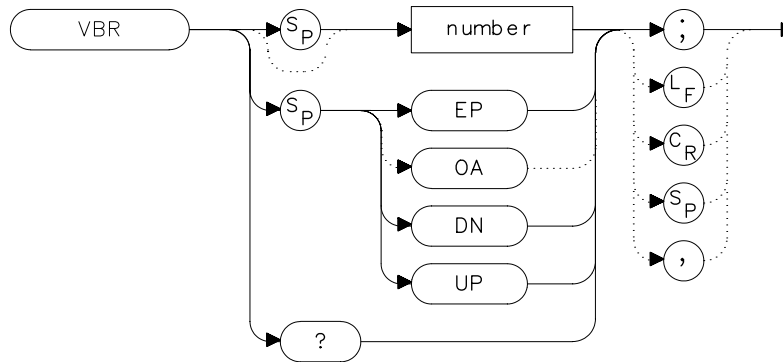 VBR
SP
number
;
LF
SP
EP
CR
OA
SP
DN
,
UP
?